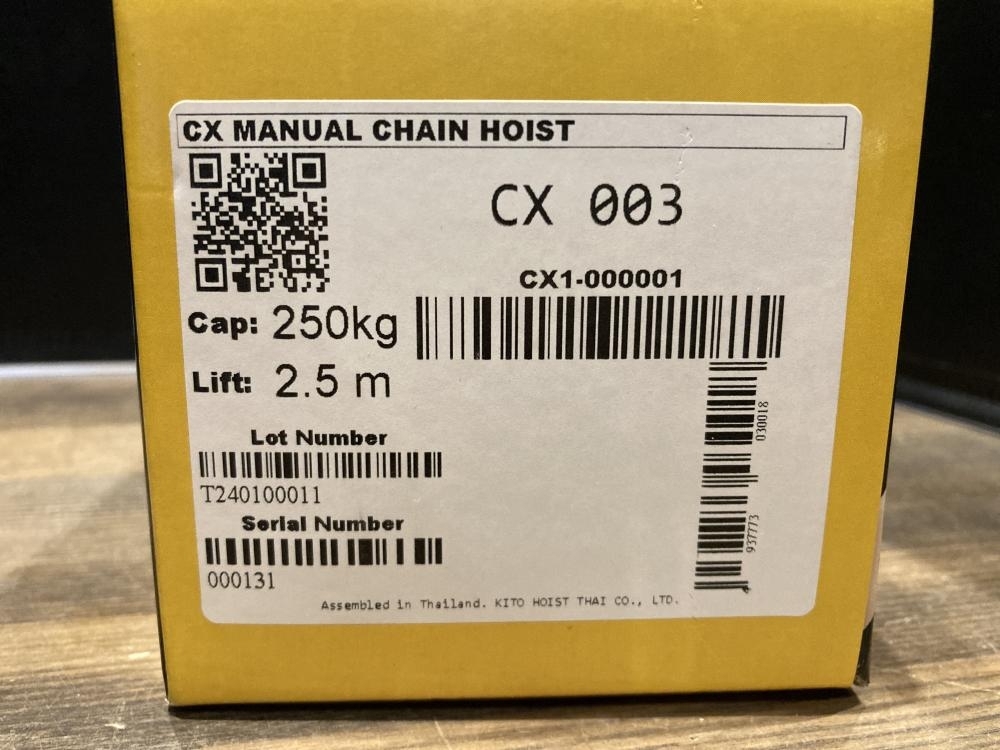 CX MANUAL CHAIN HOIST
CX 003
CX1-000001
Cap: 250kg
Lift: 2.5 m
Lot Number
T240100011
Serial Number
000131
030018
937773
4
Assembled in Thailand. KITO HOIST THAI CO., LTD.